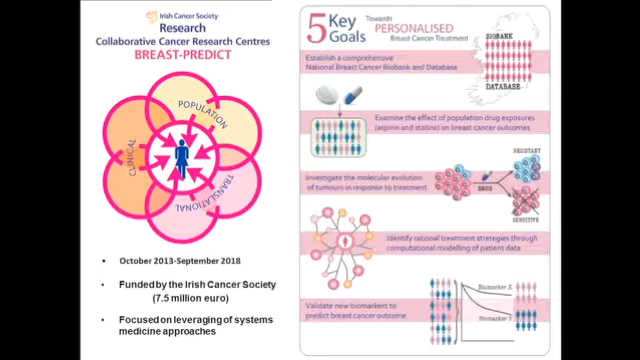 Irish Cancer Society
Research
Collaborative Cancer Research Centres
BREAST-PREDICT
POPULATION
CLINICAL
TRANSLATIONAL
• October 2013-September 2018
• Funded by the Irish Cancer Society
(7.5 million euro)
• Focused on leveraging of systems
medicine approaches
5 Key
Goals
Towards
PERSONALISED
Breast Cancer Treatment
Establish a comprehensive
National Breast Cancer Biobank and Database
BIOBANK
DATABASE
Examine the effect of population drug exposures
(aspirin and statins) on breast cancer outcomes
Investigate the molecular evolution
of tumours in response to treatment
DRUG
RESISTANT
SENSITIVE
Identify rational treatment strategies through
computational modelling of patient data
Validate new biomarkers to
predict breast cancer outcome
Biomarker X
Biomarker Y